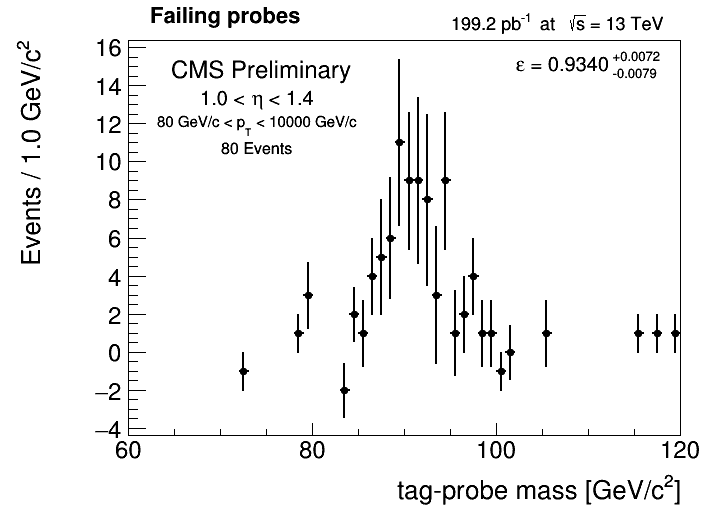 Failing probes
199.2 pb⁻¹ at √s = 13 TeV
CMS Preliminary
1.0 < η < 1.4
80 GeV/c < p_T < 10000 GeV/c
80 Events
ε = 0.9340 +0.0072 -0.0079
Events / 1.0 GeV/c²
16
14
12
10
8
6
4
2
0
−2
−4
60 80 100 120
tag-probe mass [GeV/c²]